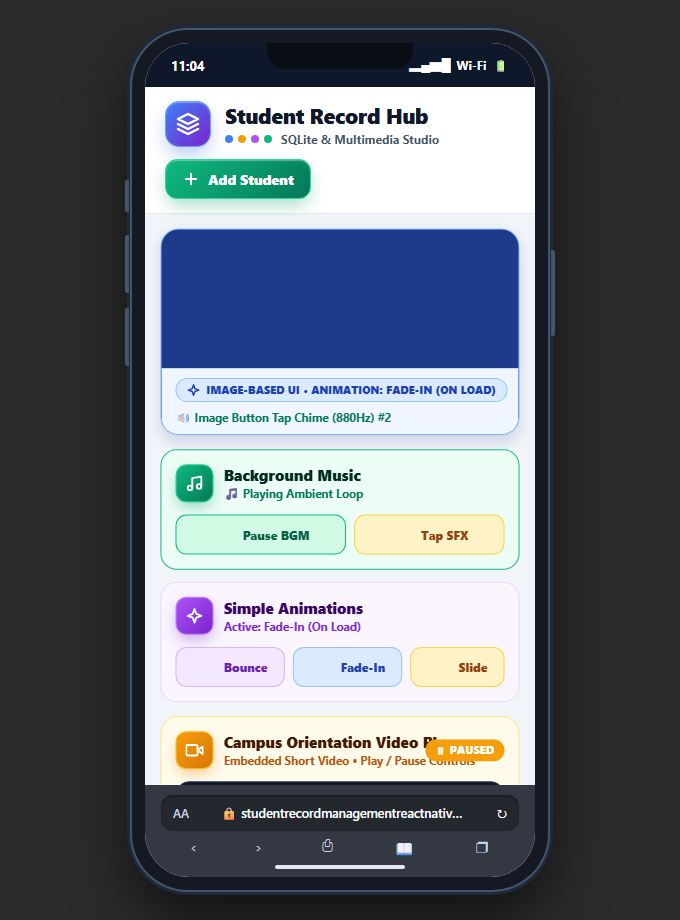 11:04
Wi-Fi
Student Record Hub
SQLite & Multimedia Studio
+ Add Student
IMAGE-BASED UI • ANIMATION: FADE-IN (ON LOAD)
Image Button Tap Chime (880Hz) #2
Background Music
Playing Ambient Loop
Pause BGM
Tap SFX
Simple Animations
Active: Fade-In (On Load)
Bounce
Fade-In
Slide
Campus Orientation Video
PAUSED
Embedded Short Video • Play / Pause Controls
AA
studentrecordmanagementreactnativ...